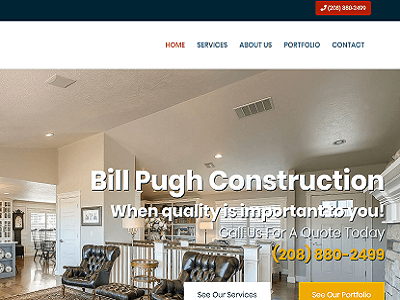 (208) 880-2499
HOME SERVICES ABOUT US PORTFOLIO CONTACT
Bill Pugh Construction
When quality is important to you!
Call Us For A Quote Today
(208) 880-2499
See Our Services See Our Portfolio